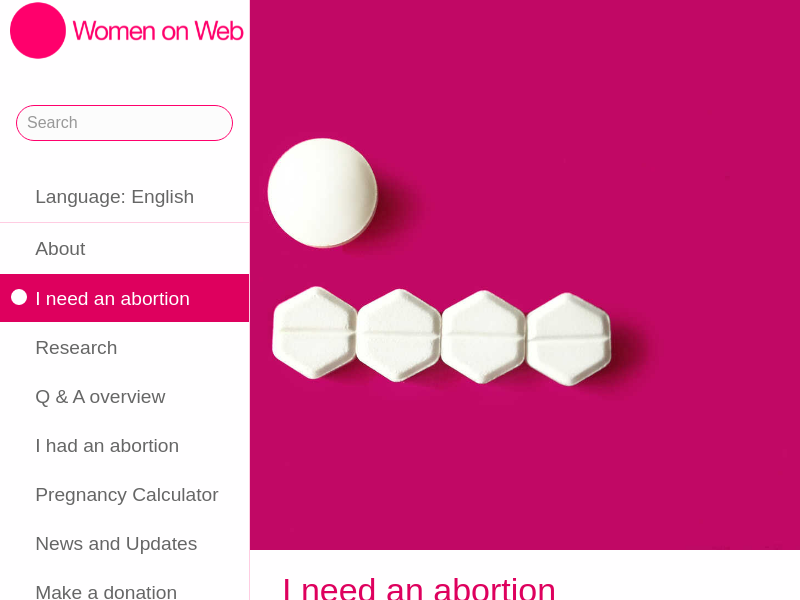 Women on Web
Search
Language: English
About
I need an abortion
Research
Q & A overview
I had an abortion
Pregnancy Calculator
News and Updates
Make a donation
I need an abortion